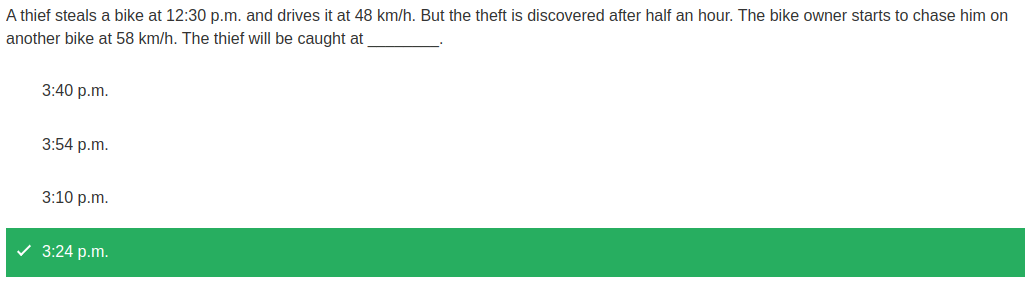 A thief steals a bike at 12:30 p.m. and drives it at 48 km/h. But the theft is discovered after half an hour. The bike owner starts to chase him on
another bike at 58 km/h. The thief will be caught at ________.
3:40 p.m.
3:54 p.m.
3:10 p.m.
✓ 3:24 p.m.